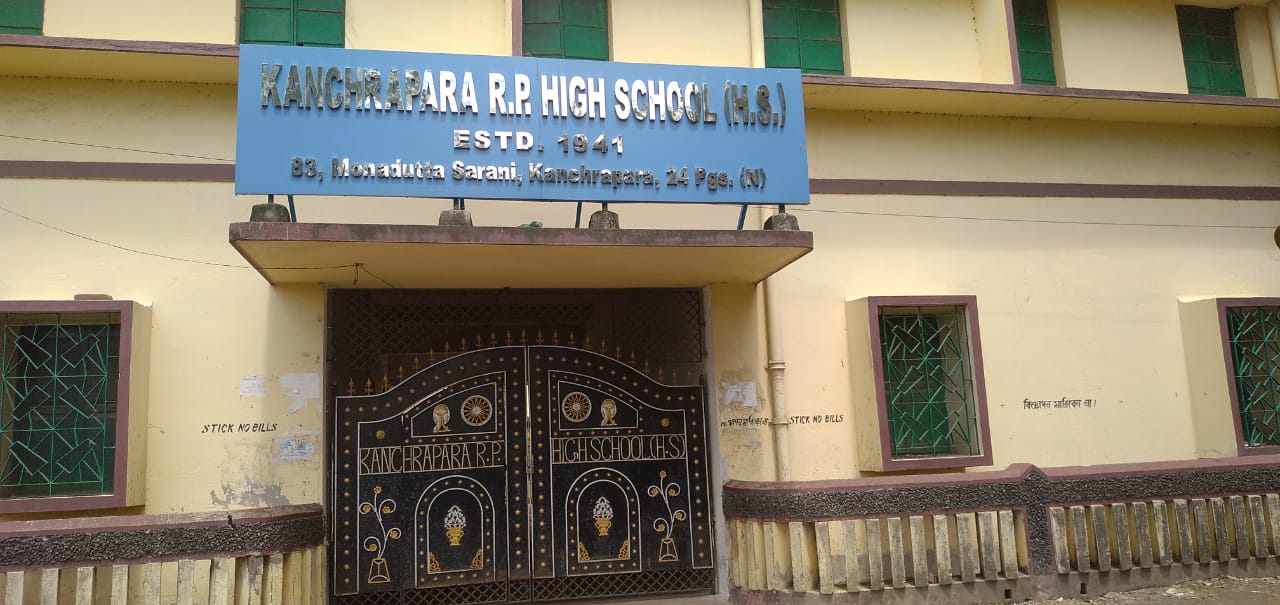 KANCHRAPARA R.P. HIGH SCHOOL (H.S.)
ESTD. 1941
83, Monadutta Sarani, Kanchrapara, 24 Pgs. (N)
KANCHRAPARA R.P. HIGH SCHOOL (H.S)
STICK NO BILLS
STICK NO BILLS
বিজ্ঞাপন মারিবেন না।